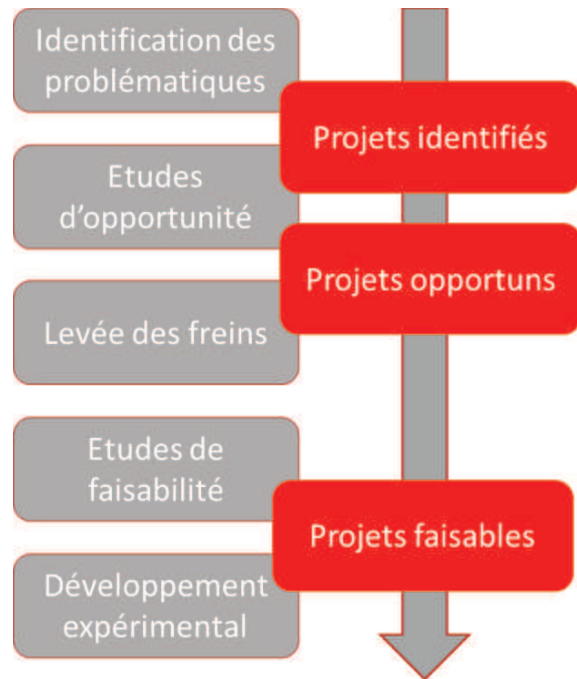 Identification des
problématiques
Projets identifiés
Etudes
d'opportunité
Projets opportuns
Levée des freins
Etudes de
faisabilité
Projets faisables
Développement
expérimental